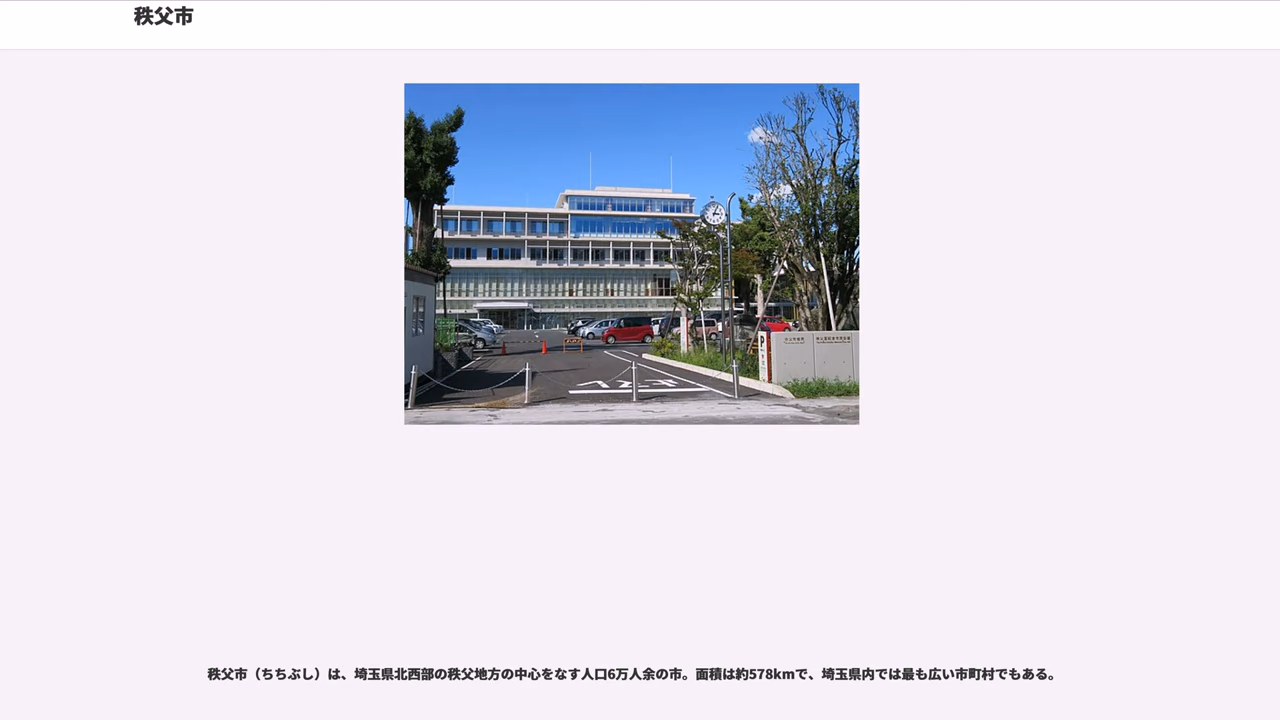 秩父市
P
秩父市（ちちぶし）は、埼玉県北西部の秩父地方の中心をなす人口6万人余の市。面積は約578kmで、埼玉県内では最も広い市町村でもある。